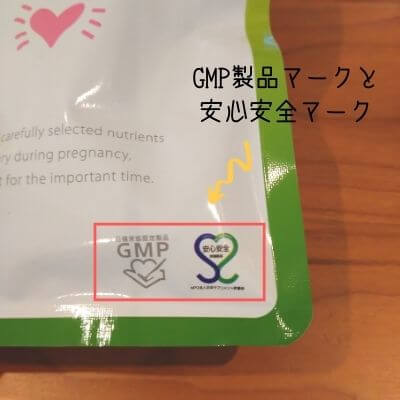 GMP製品マークと
安心安全マーク
carefully selected nutrients
ry during pregnancy,
t for the important time.
GMP
安心安全